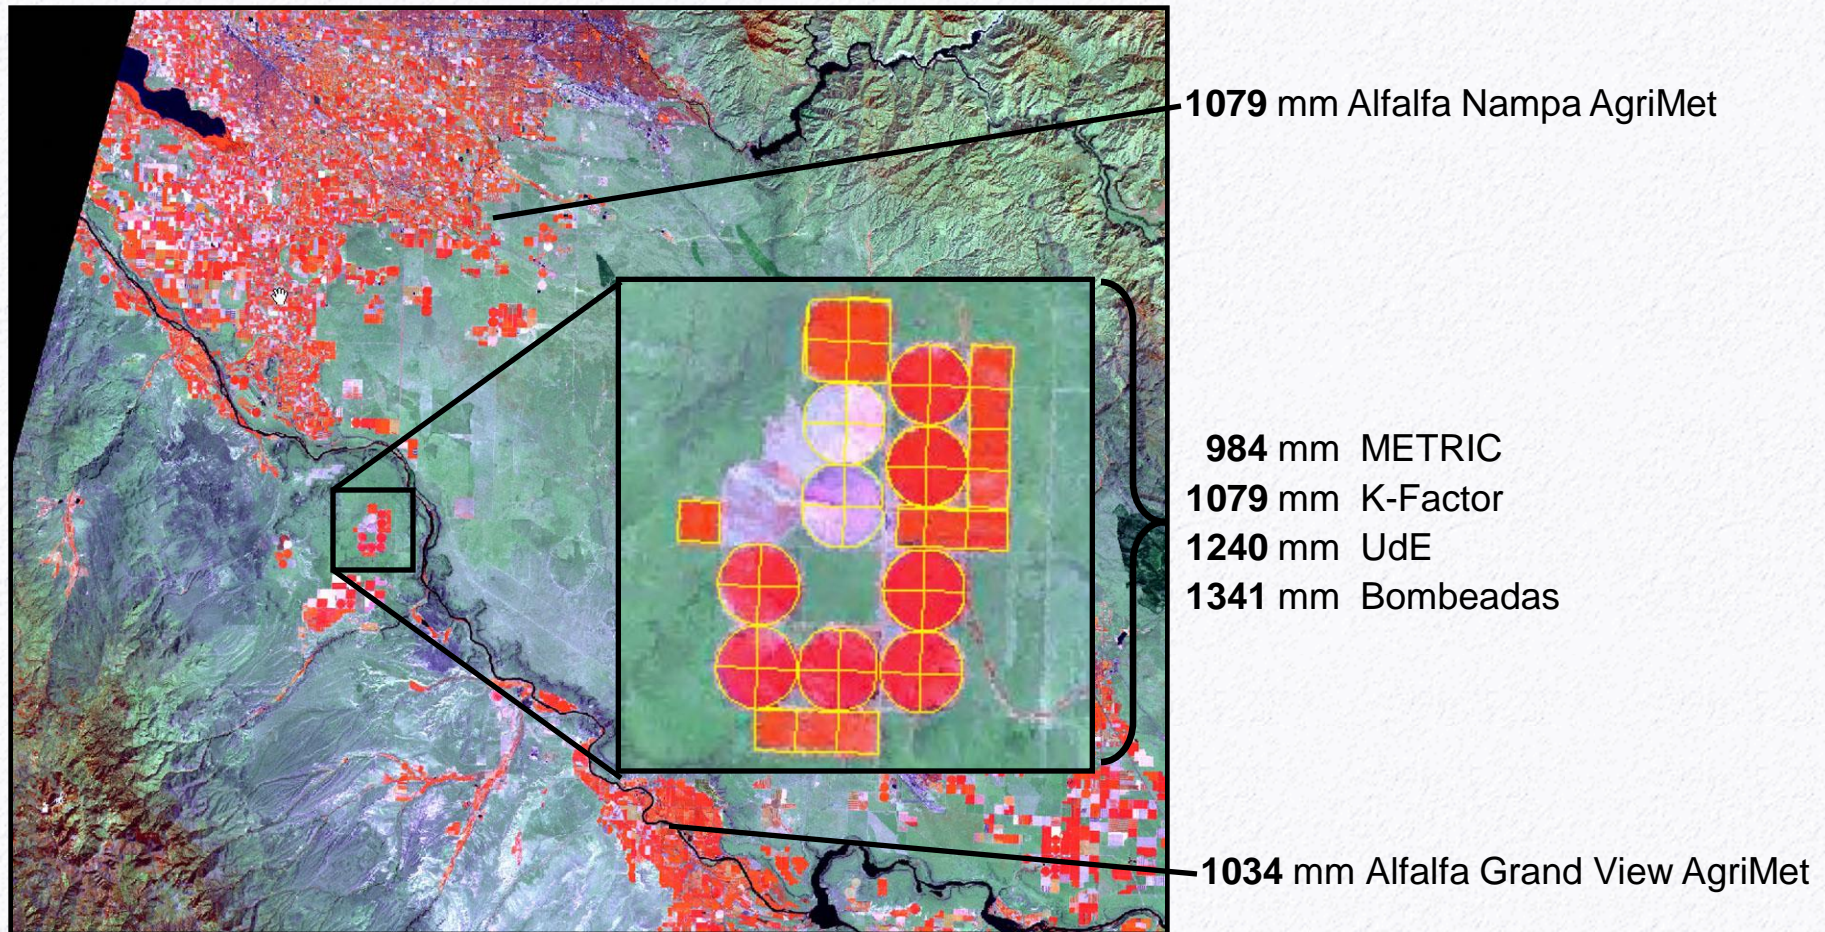 1079 mm Alfalfa Nampa AgriMet
984 mm METRIC
1079 mm K-Factor
1240 mm UdE
1341 mm Bombeadas
1034 mm Alfalfa Grand View AgriMet